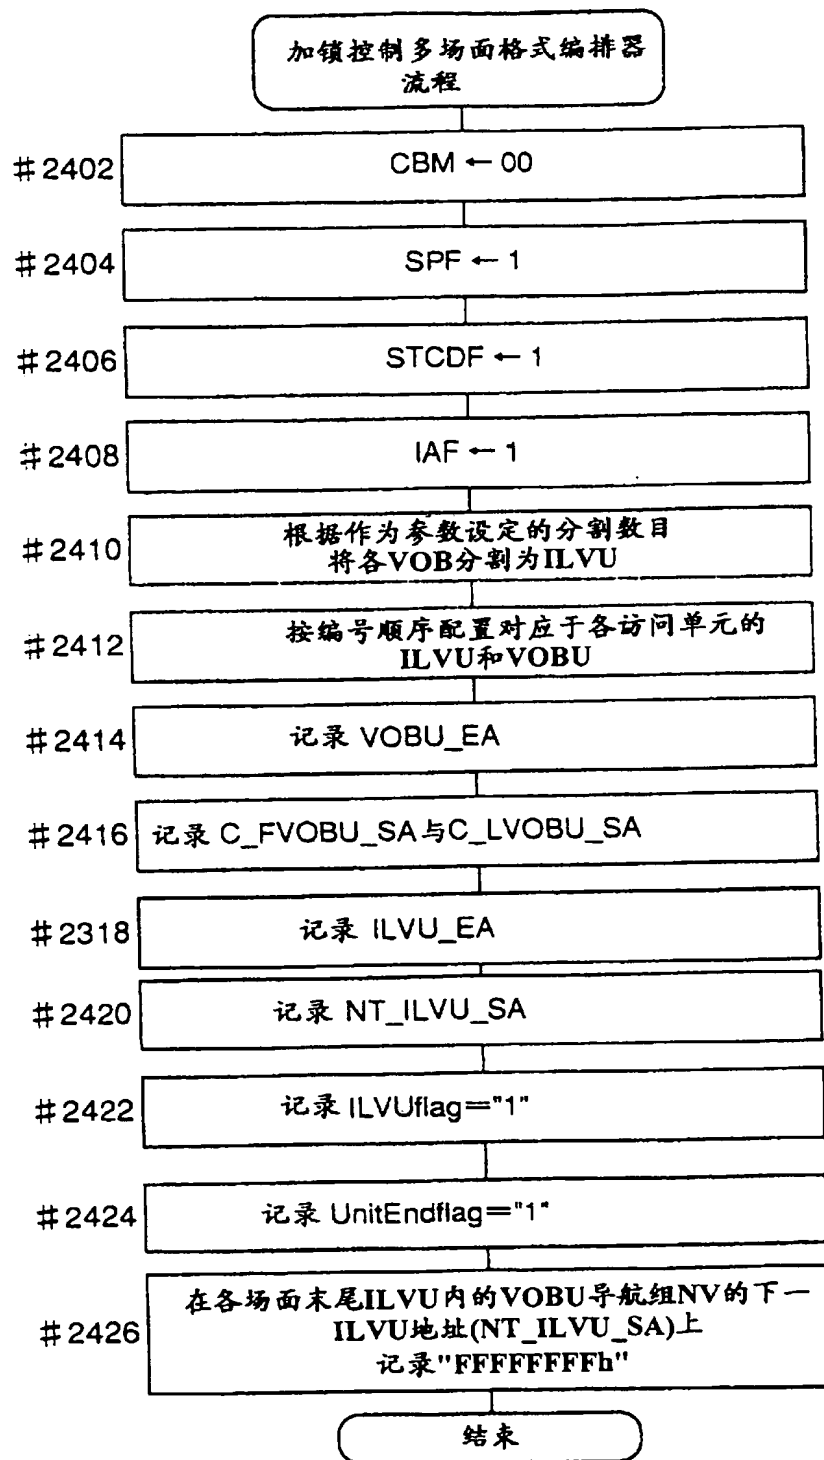 加锁控制多场面格式编排器
流程
#2402
CBM ← 00
#2404
SPF ← 1
#2406
STCDF ← 1
#2408
IAF ← 1
#2410
根据作为参数设定的分割数目
将各VOB分割为ILVU
#2412
按编号顺序配置对应于各访问单元的
ILVU和VOBU
#2414
记录 VOBU_EA
#2416
记录 C_FVOBU_SA与C_LVOBU_SA
#2318
记录 ILVU_EA
#2420
记录 NT_ILVU_SA
#2422
记录 ILVUflag="1"
#2424
记录 UnitEndflag="1"
#2426
在各场面末尾ILVU内的VOBU导航组NV的下一
ILVU地址(NT_ILVU_SA)上
记录"FFFFFFFFh"
结束